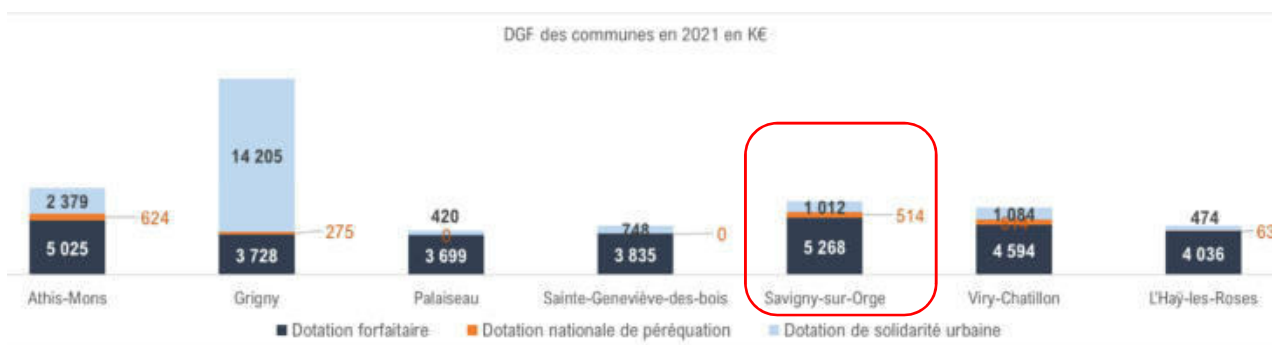 DGF des communes en 2021 en K€
14 205
2 379
624
5 025
275
3 728
420
0
3 699
748
0
3 835
1 012
514
5 268
1 084
4 594
474
63
4 036
Athis-Mons
Grigny
Palaiseau
Sainte-Geneviève-des-bois
Savigny-sur-Orge
Viry-Chatillon
L'Haÿ-les-Roses
Dotation forfaitaire
Dotation nationale de péréquation
Dotation de solidarité urbaine